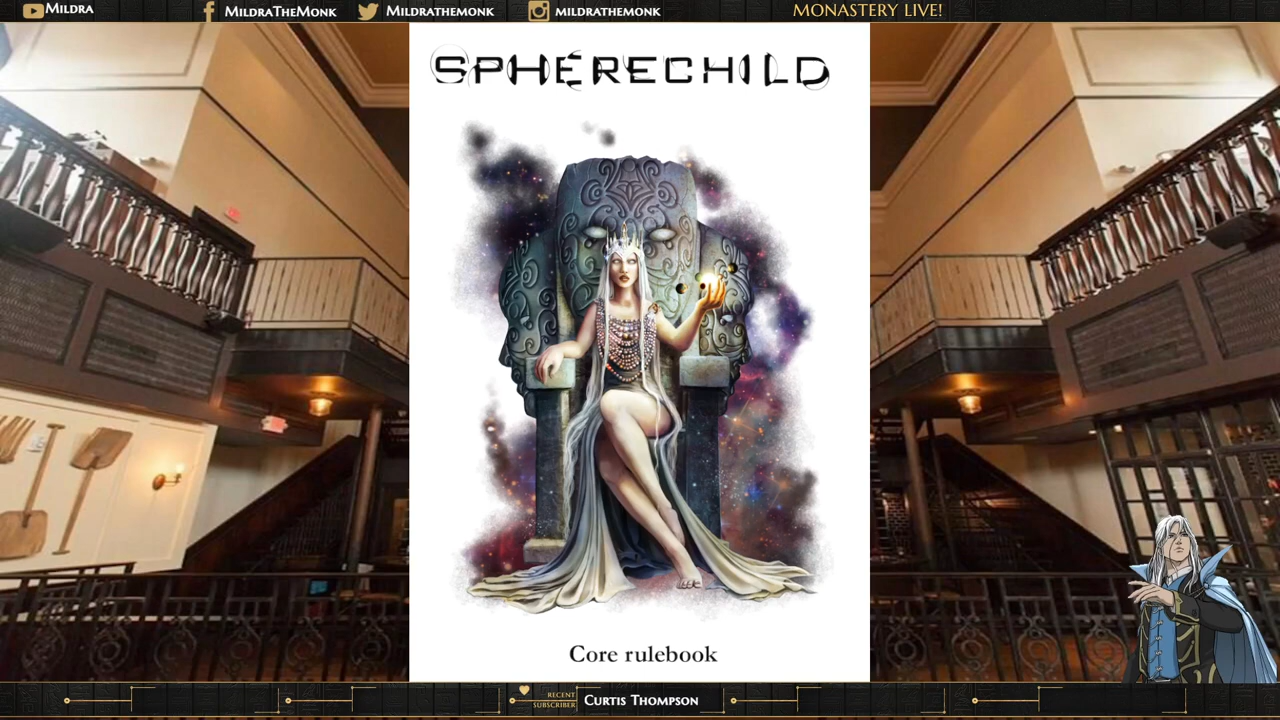 Mildra
MildraTheMonk
Mildrathemonk
mildrathemonk
MONASTERY LIVE!
SPHERECHILD
Core rulebook
RECENT
SUBSCRIBER
Curtis Thompson